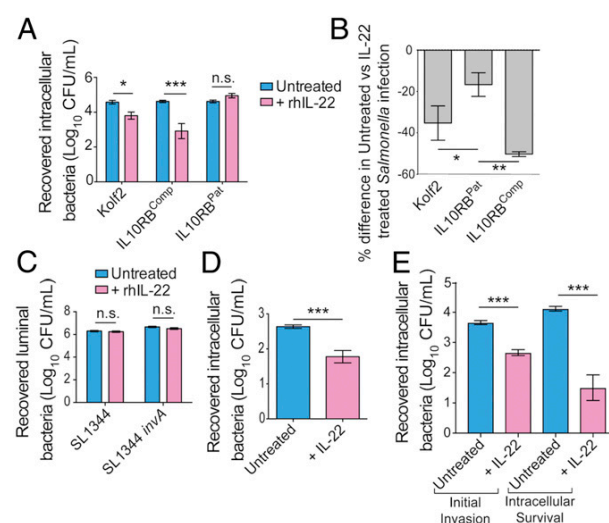 A
Recovered intracellular
bacteria (Log10 CFU/mL)
6
4
2
0
*
***
n.s.
Untreated
+ rhIL-22
Kolf2
IL10RBComp
IL10RBPat
B
% difference in Untreated vs IL-22
treated Salmonella infection
0
-20
-40
-60
*
**
Kolf2
IL10RBPat
IL10RBComp
C
Untreated
+ rhIL-22
Recovered luminal
bacteria (Log10 CFU/mL)
8
6
4
2
0
n.s.
n.s.
SL1344
SL1344 invA
D
Recovered intracellular
bacteria (Log10 CFU/mL)
3
2
1
0
***
Untreated
+ IL-22
E
Recovered intracellular
bacteria (Log10 CFU/mL)
5
4
3
2
1
0
***
***
Untreated
+ IL-22
Untreated
+ IL-22
Initial
Invasion
Intracellular
Survival